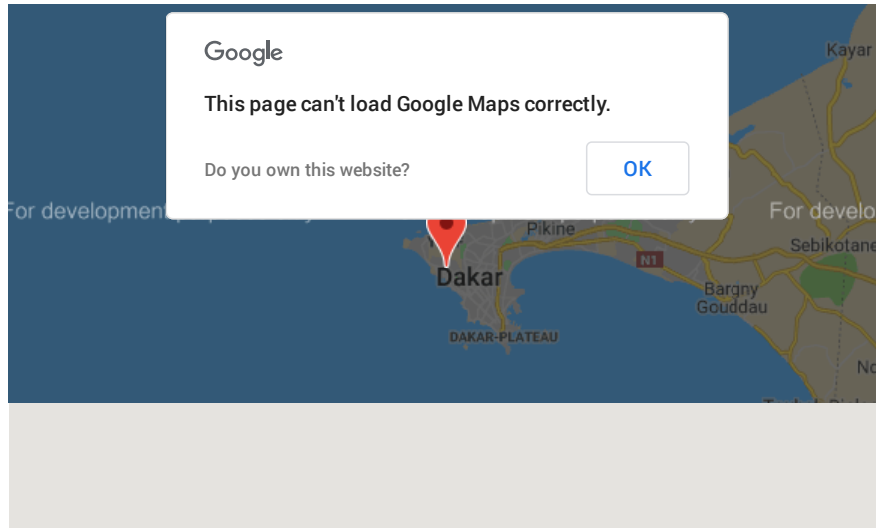 Google
This page can't load Google Maps correctly.
Do you own this website?
OK
Kayar
For development
For develo
Pikine
Sebikotane
N1
Dakar
Bargny
Gouddau
DAKAR-PLATEAU